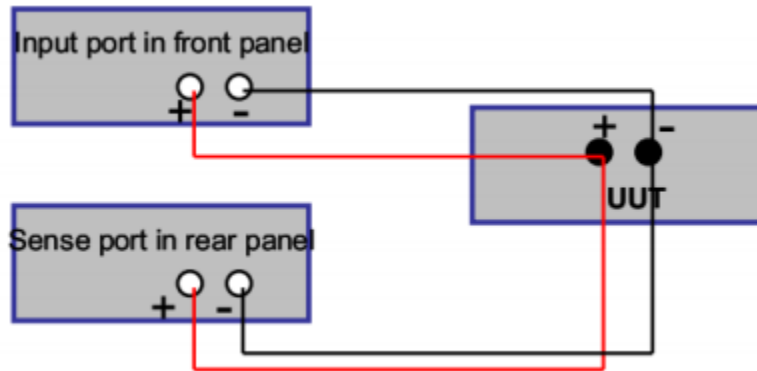 Input port in front panel
+ -
+ -
UUT
Sense port in rear panel
+ -